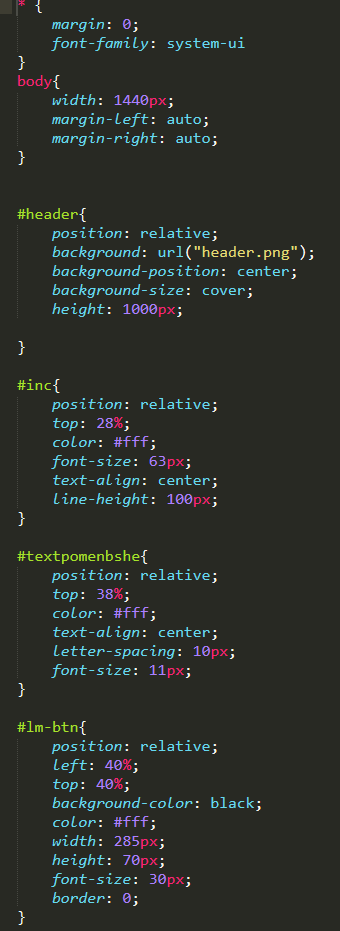 * {
    margin: 0;
    font-family: system-ui
}
body{
    width: 1440px;
    margin-left: auto;
    margin-right: auto;
}


#header{
    position: relative;
    background: url("header.png");
    background-position: center;
    background-size: cover;
    height: 1000px;

}

#inc{
    position: relative;
    top: 28%;
    color: #fff;
    font-size: 63px;
    text-align: center;
    line-height: 100px;
}

#textpomenbshe{
    position: relative;
    top: 38%;
    color: #fff;
    text-align: center;
    letter-spacing: 10px;
    font-size: 11px;
}

#lm-btn{
    position: relative;
    left: 40%;
    top: 40%;
    background-color: black;
    color: #fff;
    width: 285px;
    height: 70px;
    font-size: 30px;
    border: 0;
}